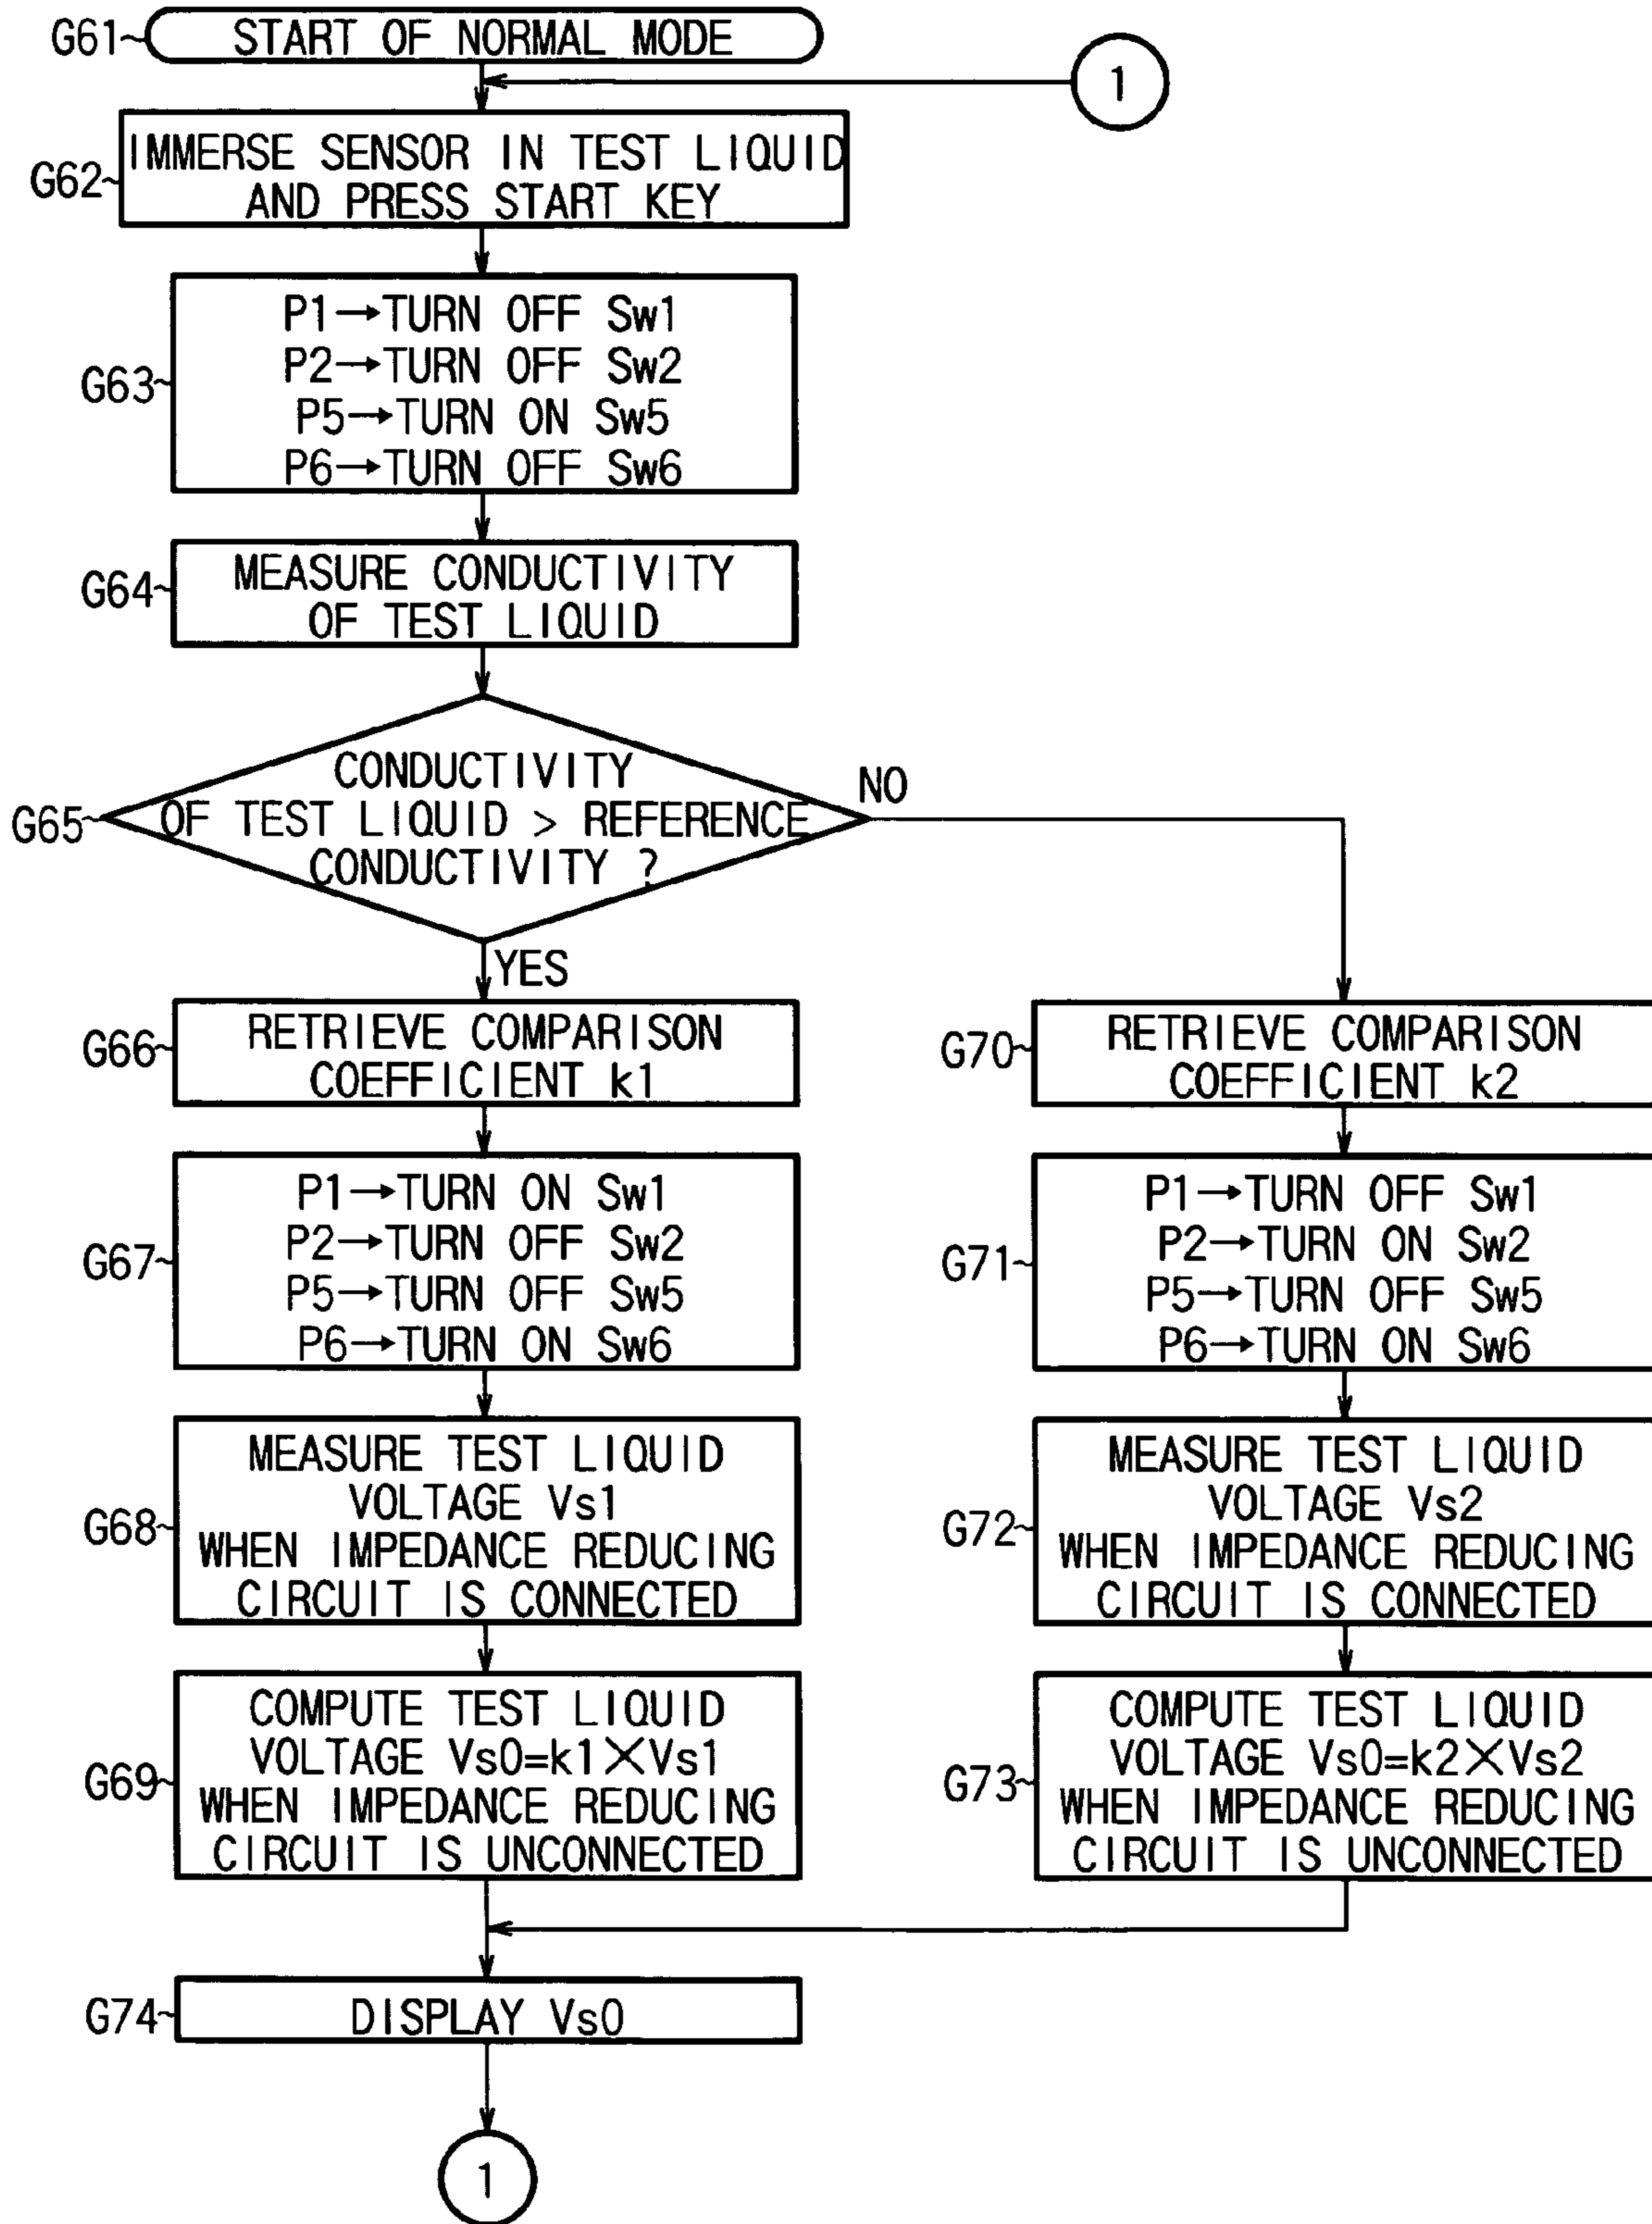 G61
START OF NORMAL MODE
1
G62
IMMERSE SENSOR IN TEST LIQUID
AND PRESS START KEY
G63
P1→TURN OFF Sw1
P2→TURN OFF Sw2
P5→TURN ON Sw5
P6→TURN OFF Sw6
G64
MEASURE CONDUCTIVITY
OF TEST LIQUID
G65
CONDUCTIVITY
OF TEST LIQUID > REFERENCE
CONDUCTIVITY ?
NO
YES
G66
RETRIEVE COMPARISON
COEFFICIENT k1
G67
P1→TURN ON Sw1
P2→TURN OFF Sw2
P5→TURN OFF Sw5
P6→TURN ON Sw6
G68
MEASURE TEST LIQUID
VOLTAGE Vs1
WHEN IMPEDANCE REDUCING
CIRCUIT IS CONNECTED
G69
COMPUTE TEST LIQUID
VOLTAGE Vs0=k1×Vs1
WHEN IMPEDANCE REDUCING
CIRCUIT IS UNCONNECTED
G70
RETRIEVE COMPARISON
COEFFICIENT k2
G71
P1→TURN OFF Sw1
P2→TURN ON Sw2
P5→TURN OFF Sw5
P6→TURN ON Sw6
G72
MEASURE TEST LIQUID
VOLTAGE Vs2
WHEN IMPEDANCE REDUCING
CIRCUIT IS CONNECTED
G73
COMPUTE TEST LIQUID
VOLTAGE Vs0=k2×Vs2
WHEN IMPEDANCE REDUCING
CIRCUIT IS UNCONNECTED
G74
DISPLAY Vs0
1